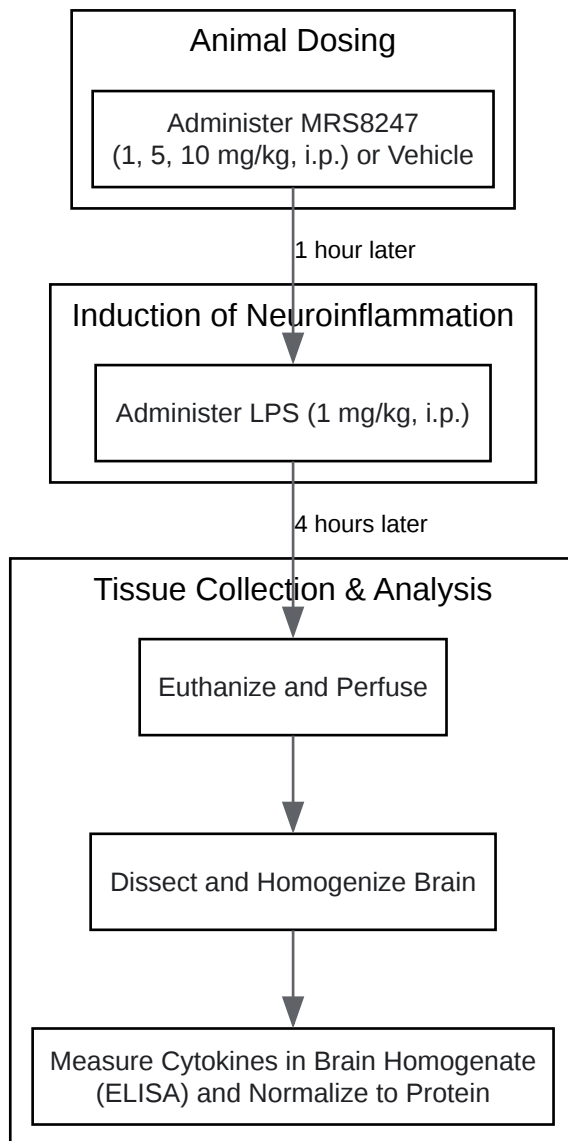 Animal Dosing
Administer MRS8247
(1, 5, 10 mg/kg, i.p.) or Vehicle
1 hour later
Induction of Neuroinflammation
Administer LPS (1 mg/kg, i.p.)
4 hours later
Tissue Collection & Analysis
Euthanize and Perfuse
Dissect and Homogenize Brain
Measure Cytokines in Brain Homogenate
(ELISA) and Normalize to Protein